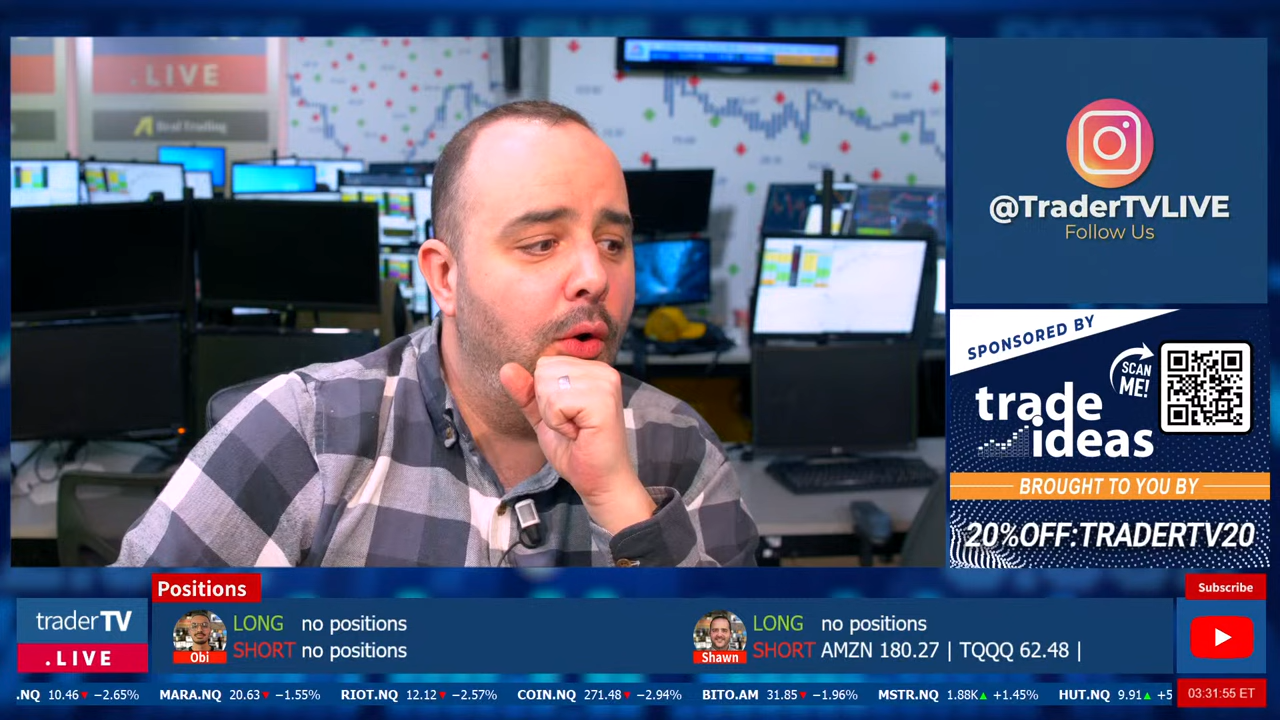 .LIVE
Real Trading
@TraderTVLIVE
Follow Us
SPONSORED BY
SCAN
ME!
trade
ideas
BROUGHT TO YOU BY
20%OFF:TRADERTV20
Positions
Subscribe
traderTV
.LIVE
LONG no positions
SHORT no positions
Obi
LONG no positions
SHORT AMZN 180.27 | TQQQ 62.48 |
Shawn
.NQ 10.46▼ −2.65% MARA.NQ 20.63▼ −1.55% RIOT.NQ 12.12▼ −2.57% COIN.NQ 271.48▼ −2.94% BITO.AM 31.85▼ −1.96% MSTR.NQ 1.88K▲ +1.45% HUT.NQ 9.91▲ +5
03:31:55 ET